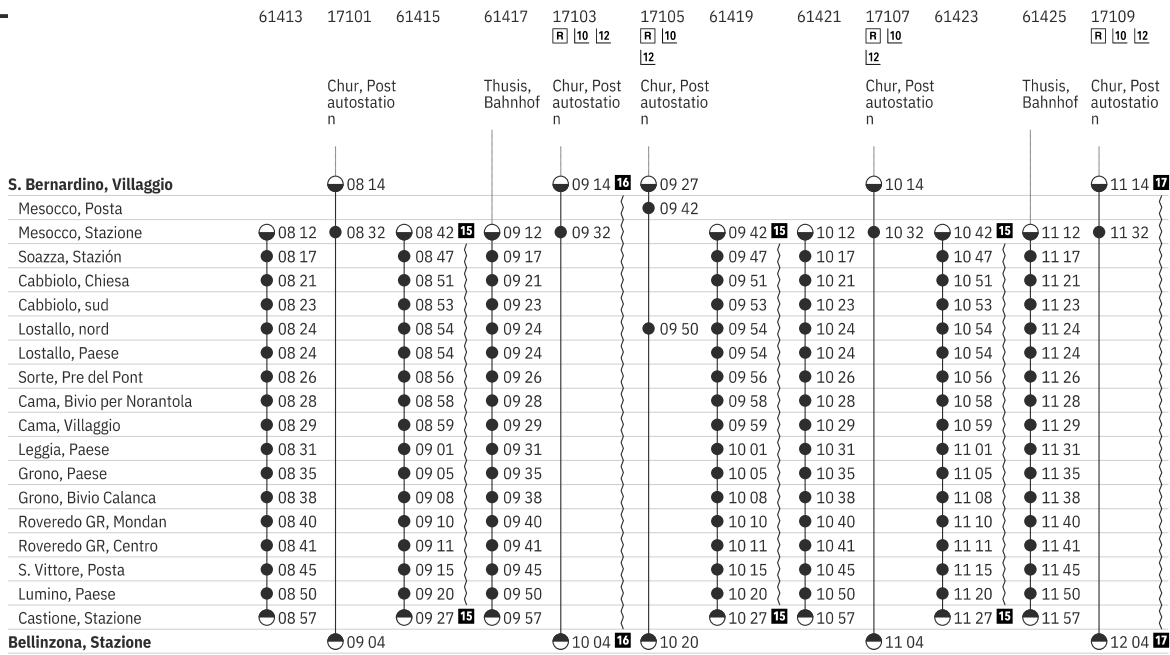 61413 17101 61415 61417 17103 17105 61419 61421 17107 61423 61425 17109
R 10 12 R 10 R 10 R 10 12
12 12
Chur, Post Thusis, Chur, Post Chur, Post Chur, Post Thusis, Chur, Post
autostatio Bahnhof autostatio autostatio autostatio Bahnhof autostatio
n n n n n
S. Bernardino, Villaggio 08 14 09 14 16 09 27 10 14 11 14 17
Mesocco, Posta 09 42
Mesocco, Stazione 08 12 08 32 08 42 15 09 12 09 32 09 42 15 10 12 10 32 10 42 15 11 12 11 32
Soazza, Stazión 08 17 08 47 09 17 09 47 10 17 10 47 11 17
Cabbiolo, Chiesa 08 21 08 51 09 21 09 51 10 21 10 51 11 21
Cabbiolo, sud 08 23 08 53 09 23 09 53 10 23 10 53 11 23
Lostallo, nord 08 24 08 54 09 24 09 50 09 54 10 24 10 54 11 24
Lostallo, Paese 08 24 08 54 09 24 09 54 10 24 10 54 11 24
Sorte, Pre del Pont 08 26 08 56 09 26 09 56 10 26 10 56 11 26
Cama, Bivio per Norantola 08 28 08 58 09 28 09 58 10 28 10 58 11 28
Cama, Villaggio 08 29 08 59 09 29 09 59 10 29 10 59 11 29
Leggia, Paese 08 31 09 01 09 31 10 01 10 31 11 01 11 31
Grono, Paese 08 35 09 05 09 35 10 05 10 35 11 05 11 35
Grono, Bivio Calanca 08 38 09 08 09 38 10 08 10 38 11 08 11 38
Roveredo GR, Mondan 08 40 09 10 09 40 10 10 10 40 11 10 11 40
Roveredo GR, Centro 08 41 09 11 09 41 10 11 10 41 11 11 11 41
S. Vittore, Posta 08 45 09 15 09 45 10 15 10 45 11 15 11 45
Lumino, Paese 08 50 09 20 09 50 10 20 10 50 11 20 11 50
Castione, Stazione 08 57 09 27 15 09 57 10 27 15 10 57 11 27 15 11 57
Bellinzona, Stazione 09 04 10 04 16 10 20 11 04 12 04 17